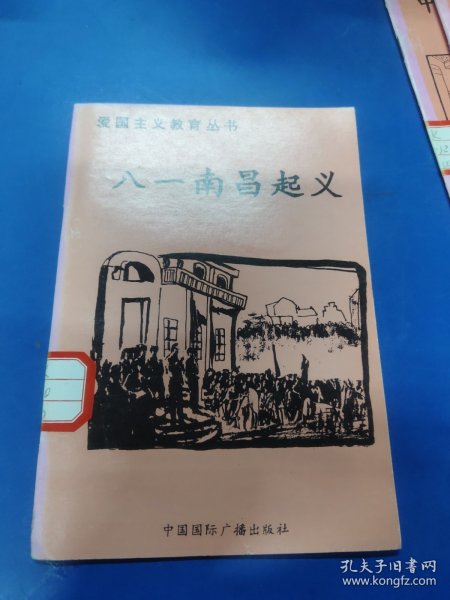 爱国主义教育丛书
八一南昌起义
中国国际广播出版社
中
孔夫子旧书网
www.kongfz.com